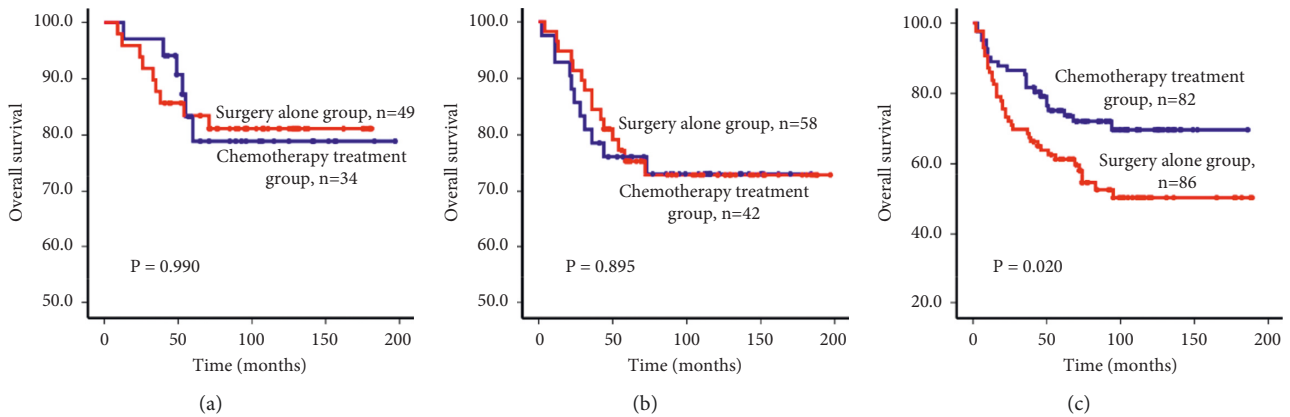 100.0
90.0
80.0
70.0
60.0
50.0
Overall survival
Surgery alone group, n=49
Chemotherapy treatment
group, n=34
P = 0.990
0 50 100 150 200
Time (months)
(a)
100.0
90.0
80.0
70.0
60.0
50.0
Overall survival
Surgery alone group, n=58
Chemotherapy treatment
group, n=42
P = 0.895
0 50 100 150 200
Time (months)
(b)
100.0
80.0
60.0
40.0
20.0
Overall survival
Chemotherapy treatment
group, n=82
Surgery alone group,
n=86
P = 0.020
0 50 100 150 200
Time (months)
(c)